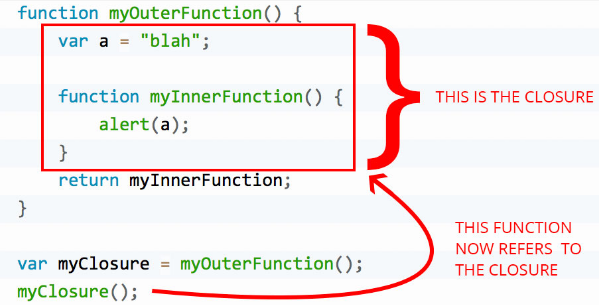 function myOuterFunction() {
var a = "blah";
function myInnerFunction() {
alert(a);
}
return myInnerFunction;
}
var myClosure = myOuterFunction();
myClosure();
THIS IS THE CLOSURE
THIS FUNCTION
NOW REFERS TO
THE CLOSURE